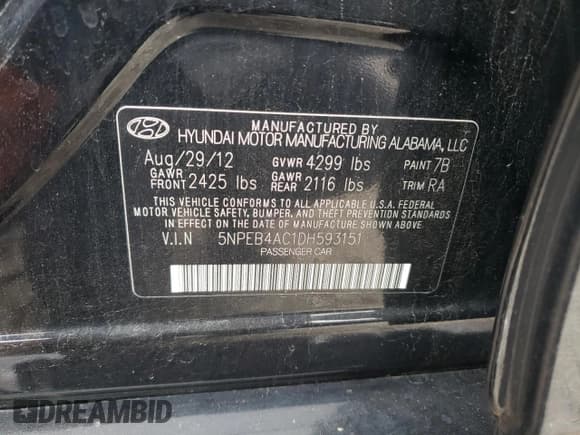 MANUFACTURED BY
HYUNDAI MOTOR MANUFACTURING ALABAMA, LLC
Aug/29/12 GVWR 4299 lbs PAINT 7B
GAWR FRONT 2425 lbs GAWR REAR 2116 lbs TRIM RA
THIS VEHICLE CONFORMS TO ALL APPLICABLE U.S.A. FEDERAL
MOTOR VEHICLE SAFETY, BUMPER, AND THEFT PREVENTION STANDARDS
IN EFFECT ON THE DATE OF MANUFACTURE SHOWN ABOVE.
V.I.N 5NPEB4AC1DH593151
PASSENGER CAR
DREAMBID